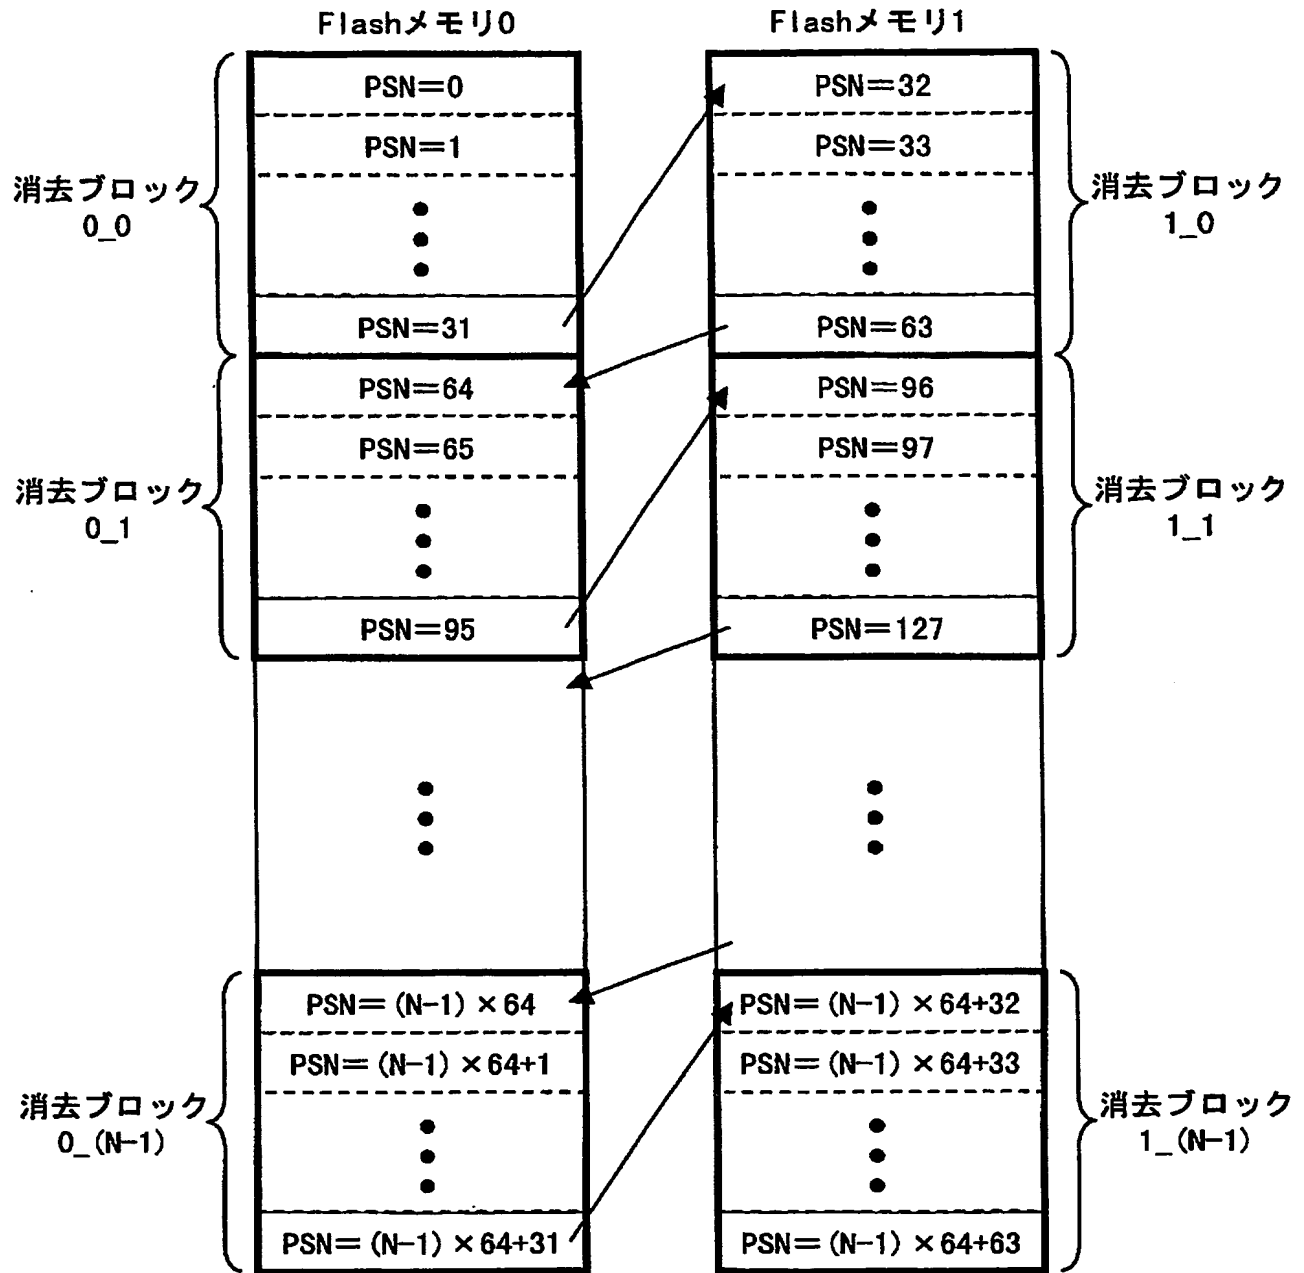 Flashメモリ0
PSN=0
PSN=1
PSN=31
消去ブロック
0_0
PSN=64
PSN=65
PSN=95
消去ブロック
0_1
PSN=(N-1)×64
PSN=(N-1)×64+1
PSN=(N-1)×64+31
消去ブロック
0_(N-1)
Flashメモリ1
PSN=32
PSN=33
PSN=63
消去ブロック
1_0
PSN=96
PSN=97
PSN=127
消去ブロック
1_1
PSN=(N-1)×64+32
PSN=(N-1)×64+33
PSN=(N-1)×64+63
消去ブロック
1_(N-1)